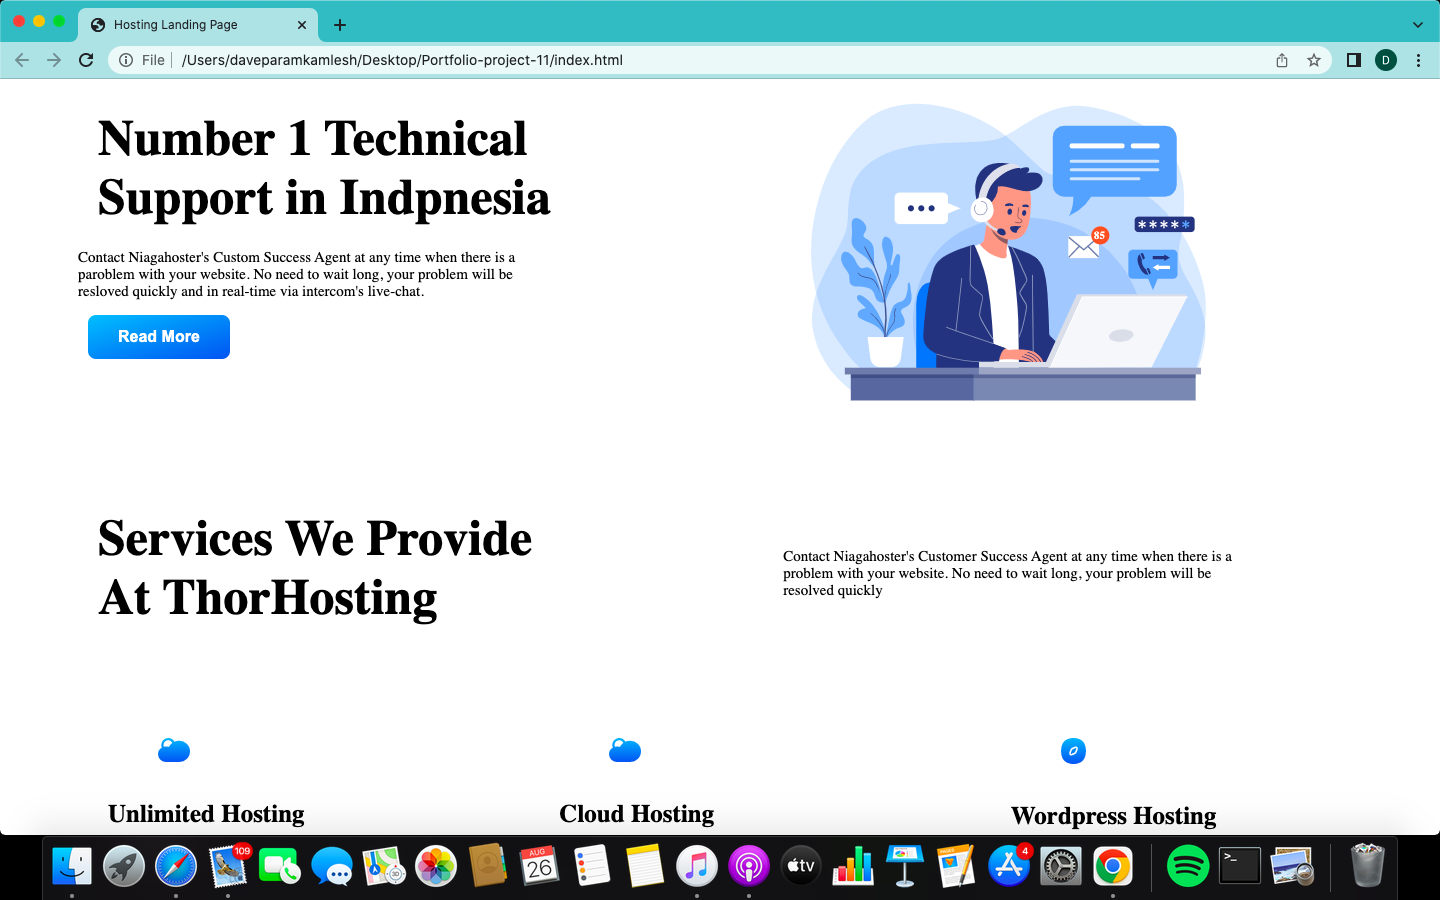 Hosting Landing Page
File
/Users/daveparamkamlesh/Desktop/Portfolio-project-11/index.html
D
Number 1 Technical
Support in Indpnesia
Contact Niagahoster's Custom Success Agent at any time when there is a
paroblem with your website. No need to wait long, your problem will be
resloved quickly and in real-time via intercom's live-chat.
Read More
85
*****
Services We Provide
At ThorHosting
Contact Niagahoster's Customer Success Agent at any time when there is a
problem with your website. No need to wait long, your problem will be
resolved quickly
Unlimited Hosting
Cloud Hosting
Wordpress Hosting
109
AUG
26
tv
PAGES
4
>_